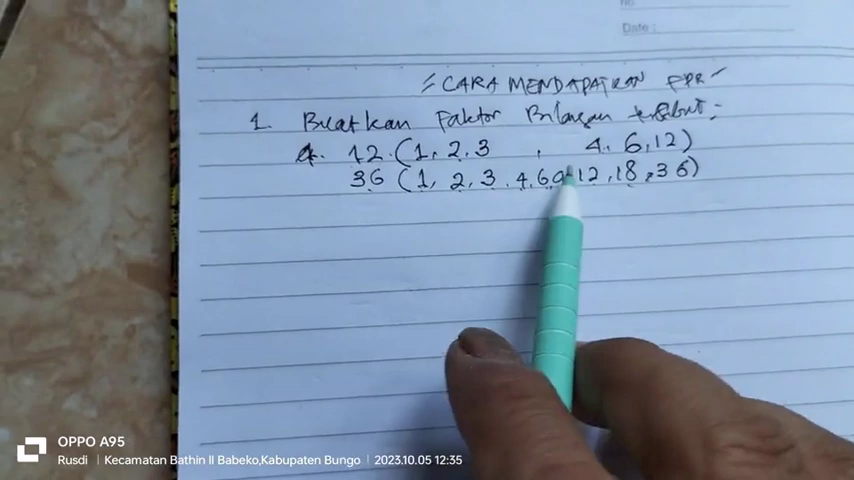 no
Date :
= CARA MENDAPATKAN FPB =
1. Buatkan Faktor Bilangan tersebut :
a. 12 (1, 2, 3 , 4, 6, 12)
36 (1, 2, 3, 4, 6, 9, 12, 18, 36)
OPPO A95
Rusdi | Kecamatan Bathin II Babeko,Kabupaten Bungo | 2023.10.05 12:35